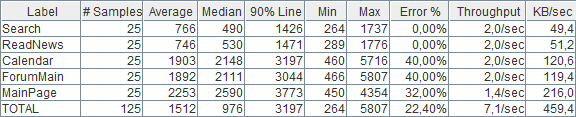 Label # Samples Average Median 90% Line Min Max Error % Throughput KB/sec
Search 25 766 490 1426 264 1737 0,00% 2,0/sec 49,4
ReadNews 25 746 530 1471 289 1776 0,00% 2,0/sec 51,2
Calendar 25 1903 2148 3197 460 5716 40,00% 2,0/sec 120,6
ForumMain 25 1892 2111 3044 466 5807 40,00% 2,0/sec 119,4
MainPage 25 2253 2590 3773 450 4354 32,00% 1,4/sec 216,0
TOTAL 125 1512 976 3197 264 5807 22,40% 7,1/sec 459,4